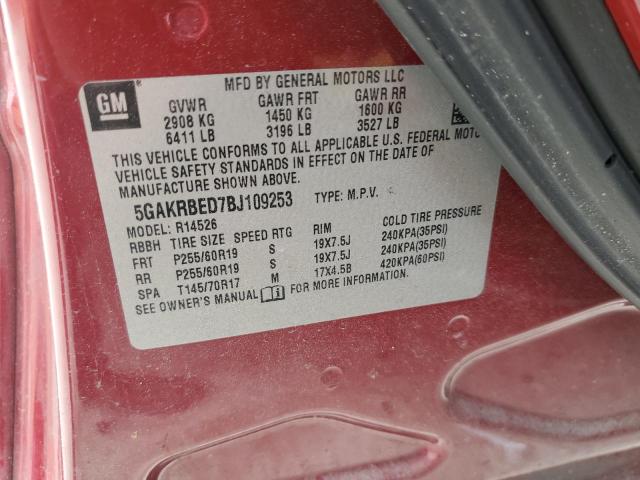 GM
MFD BY GENERAL MOTORS LLC
GVWR GAWR FRT GAWR RR
2908 KG 1450 KG 1600 KG
6411 LB 3196 LB 3527 LB
THIS VEHICLE CONFORMS TO ALL APPLICABLE U.S. FEDERAL MOTO
VEHICLE SAFETY STANDARDS IN EFFECT ON THE DATE OF
MANUFACTURE SHOWN ABOVE.
5GAKRBED7BJ109253 TYPE: M.P.V.
MODEL: R14526
RBBH TIRE SIZE SPEED RTG RIM COLD TIRE PRESSURE
FRT P255/60R19 S 19X7.5J 240KPA(35PSI)
RR P255/60R19 S 19X7.5J 240KPA(35PSI)
SPA T145/70R17 M 17X4.5B 420KPA(60PSI)
SEE OWNER'S MANUAL FOR MORE INFORMATION.